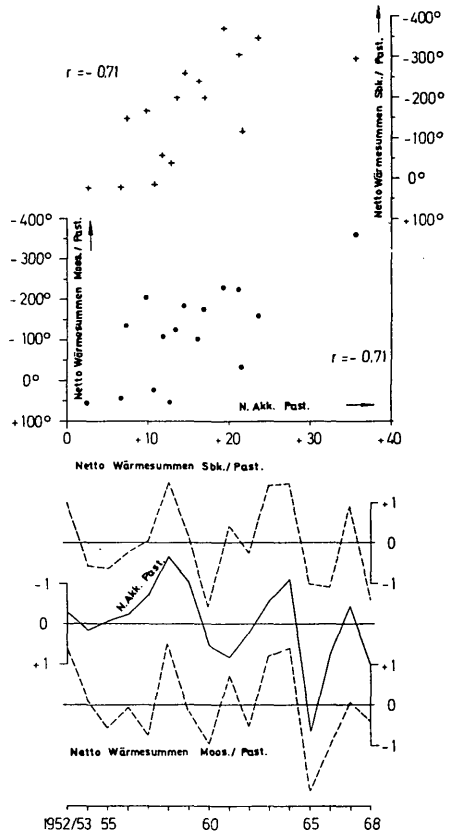 r = - 0,71
-400°
-300°
-200°
-100°
0°
+100°
Netto Wärmesummen Sbk./Past.
-400°
-300°
-200°
-100°
0°
+100°
Netto Wärmesummen Moos./Past.
r = - 0,71
N. Akk. Past.
0 +10 +20 +30 +40
Netto Wärmesummen Sbk./Past.
+1
0
-1
N. Akk. Past.
-1
0
+1
+1
0
-1
Netto Wärmesummen Moos./Past.
1952/53 55 60 65 68